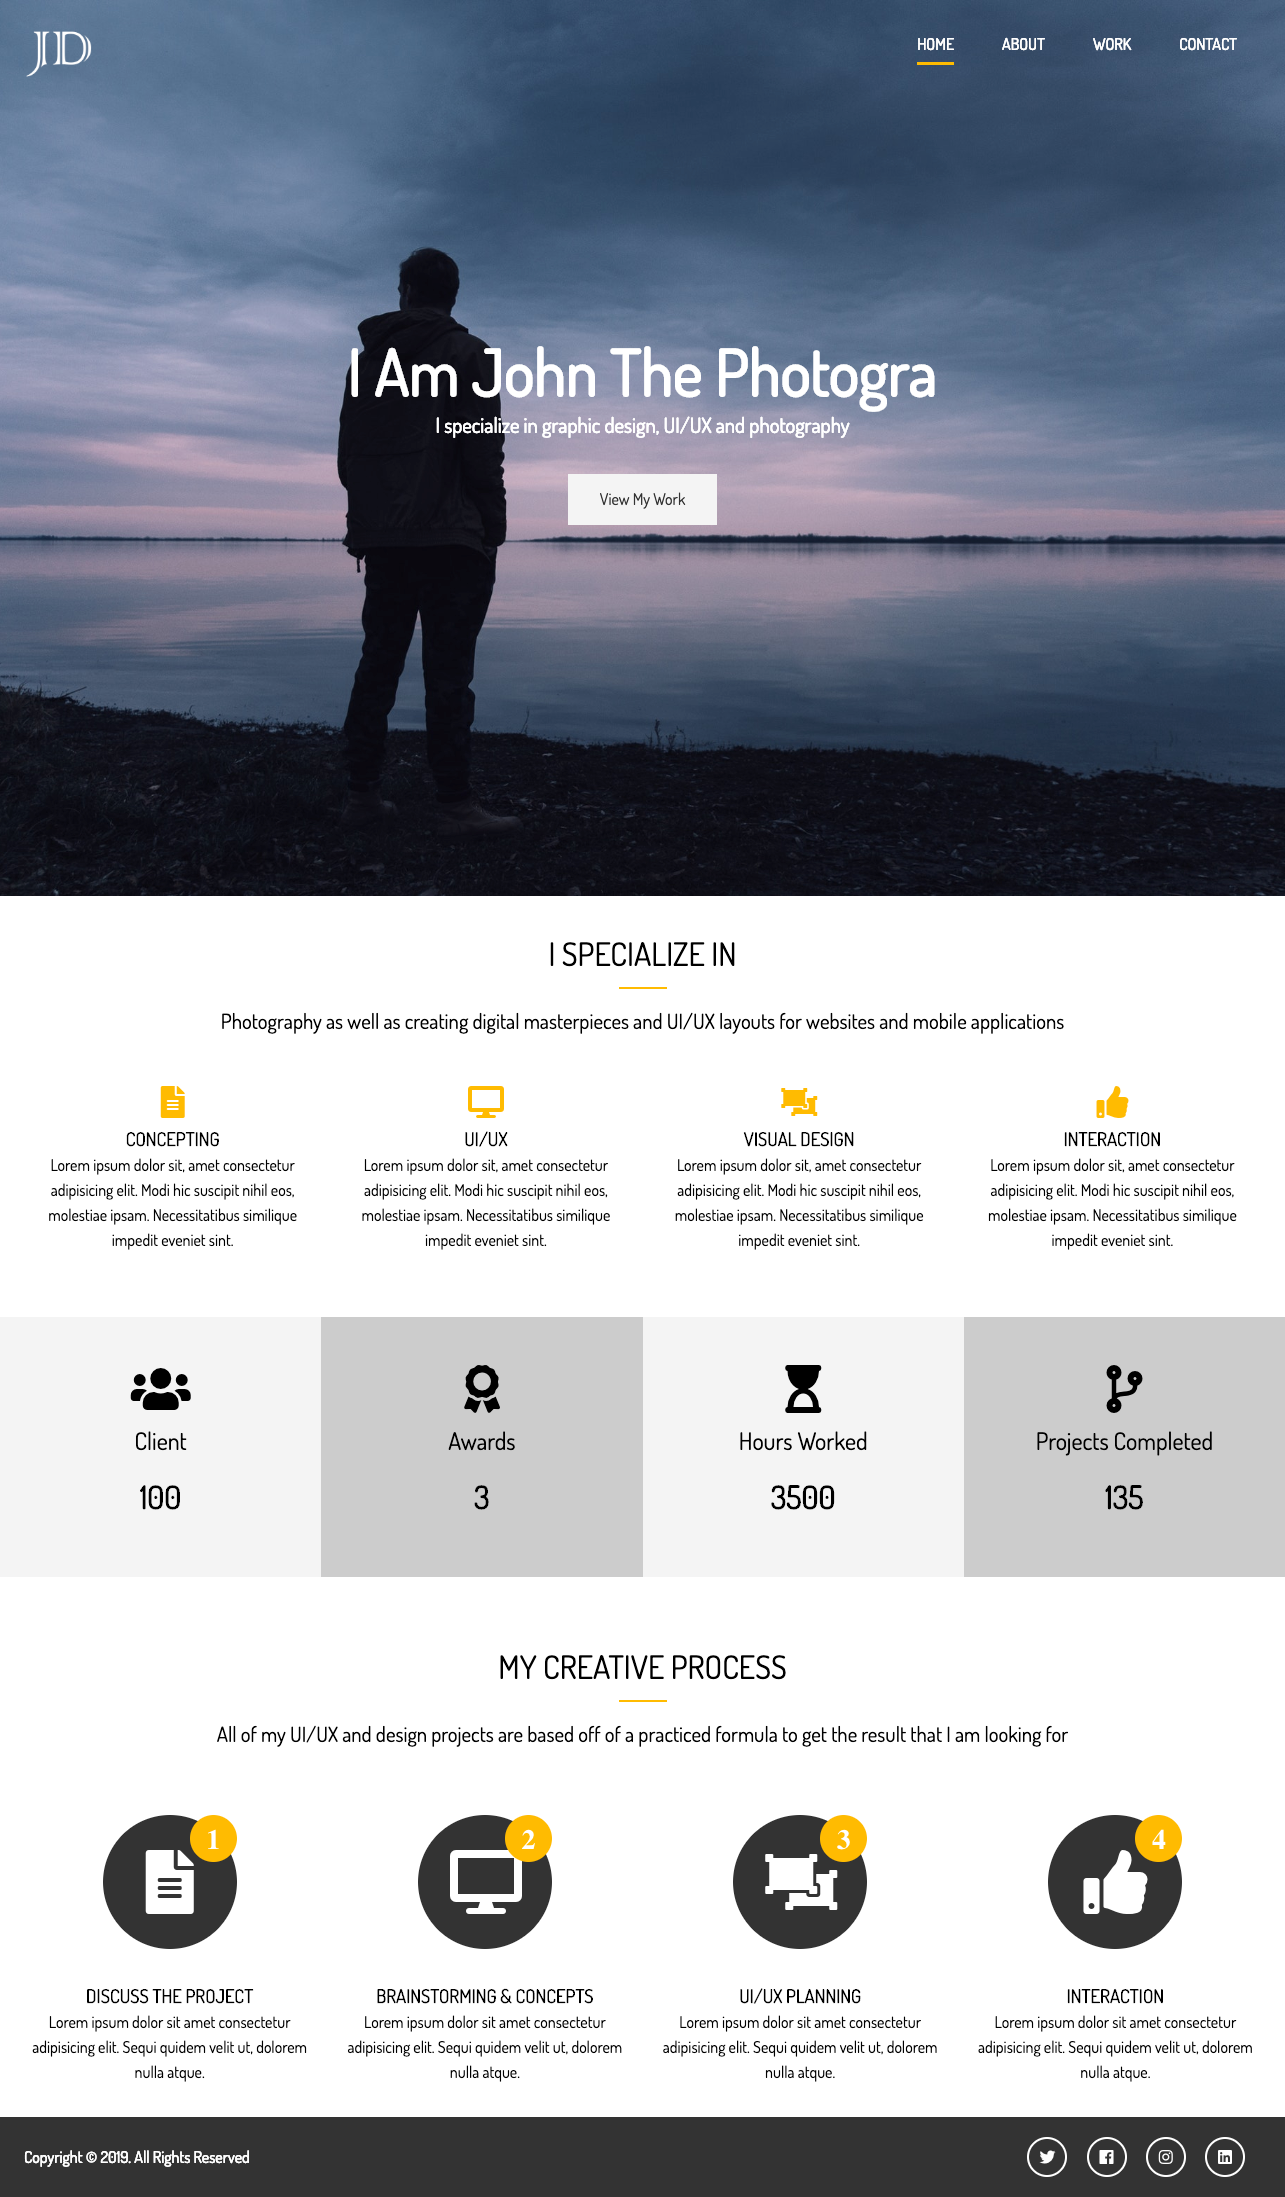 JD
HOME ABOUT WORK CONTACT
I Am John The Photogra
I specialize in graphic design, UI/UX and photography
View My Work
I SPECIALIZE IN
Photography as well as creating digital masterpieces and UI/UX layouts for websites and mobile applications
CONCEPTING
Lorem ipsum dolor sit, amet consectetur
adipisicing elit. Modi hic suscipit nihil eos,
molestiae ipsam. Necessitatibus similique
impedit eveniet sint.
UI/UX
Lorem ipsum dolor sit, amet consectetur
adipisicing elit. Modi hic suscipit nihil eos,
molestiae ipsam. Necessitatibus similique
impedit eveniet sint.
VISUAL DESIGN
Lorem ipsum dolor sit, amet consectetur
adipisicing elit. Modi hic suscipit nihil eos,
molestiae ipsam. Necessitatibus similique
impedit eveniet sint.
INTERACTION
Lorem ipsum dolor sit, amet consectetur
adipisicing elit. Modi hic suscipit nihil eos,
molestiae ipsam. Necessitatibus similique
impedit eveniet sint.
Client
100
Awards
3
Hours Worked
3500
Projects Completed
135
MY CREATIVE PROCESS
All of my UI/UX and design projects are based off of a practiced formula to get the result that I am looking for
1
DISCUSS THE PROJECT
Lorem ipsum dolor sit amet consectetur
adipisicing elit. Sequi quidem velit ut, dolorem
nulla atque.
2
BRAINSTORMING & CONCEPTS
Lorem ipsum dolor sit amet consectetur
adipisicing elit. Sequi quidem velit ut, dolorem
nulla atque.
3
UI/UX PLANNING
Lorem ipsum dolor sit amet consectetur
adipisicing elit. Sequi quidem velit ut, dolorem
nulla atque.
4
INTERACTION
Lorem ipsum dolor sit amet consectetur
adipisicing elit. Sequi quidem velit ut, dolorem
nulla atque.
Copyright © 2019. All Rights Reserved